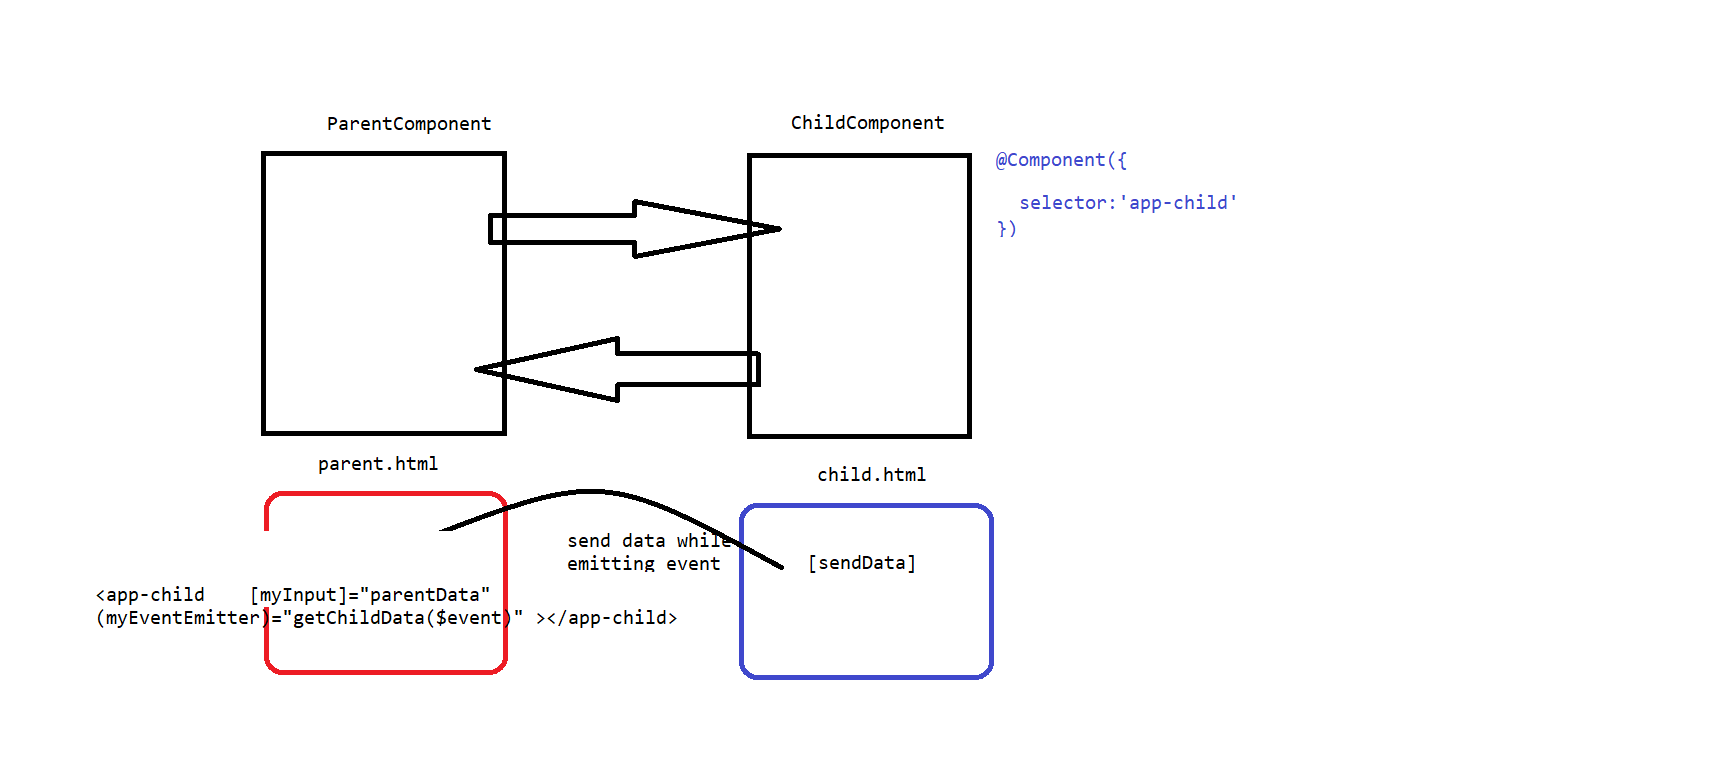 ParentComponent
ChildComponent
@Component({
selector:'app-child'
})
parent.html
child.html
send data while
emitting event
[sendData]
<app-child    [myInput]="parentData"
(myEventEmitter)="getChildData($event)" ></app-child>